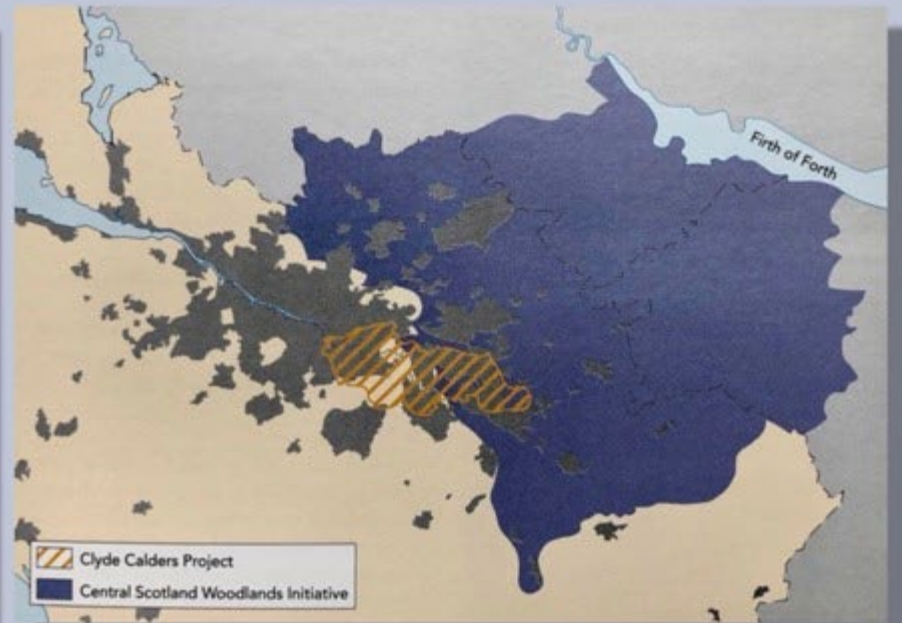 Firth of Forth
Clyde Calders Project
Central Scotland Woodlands Initiative